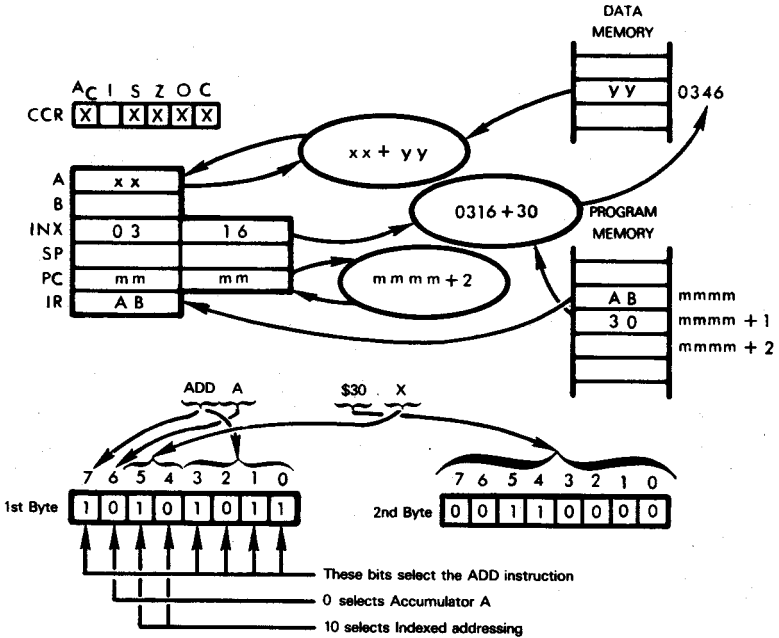 DATA
MEMORY
yy 0346
AC I S Z O C
CCR X X X X X
xx + yy
A xx
B
INX 03 16
SP
PC mm mm
IR AB
0316+30
mmmm+2
PROGRAM
MEMORY
AB mmmm
30 mmmm + 1
mmmm + 2
ADD A $30 X
7 6 5 4 3 2 1 0
1st Byte 1 0 1 0 1 0 1 1
7 6 5 4 3 2 1 0
2nd Byte 0 0 1 1 0 0 0 0
These bits select the ADD instruction
0 selects Accumulator A
10 selects Indexed addressing